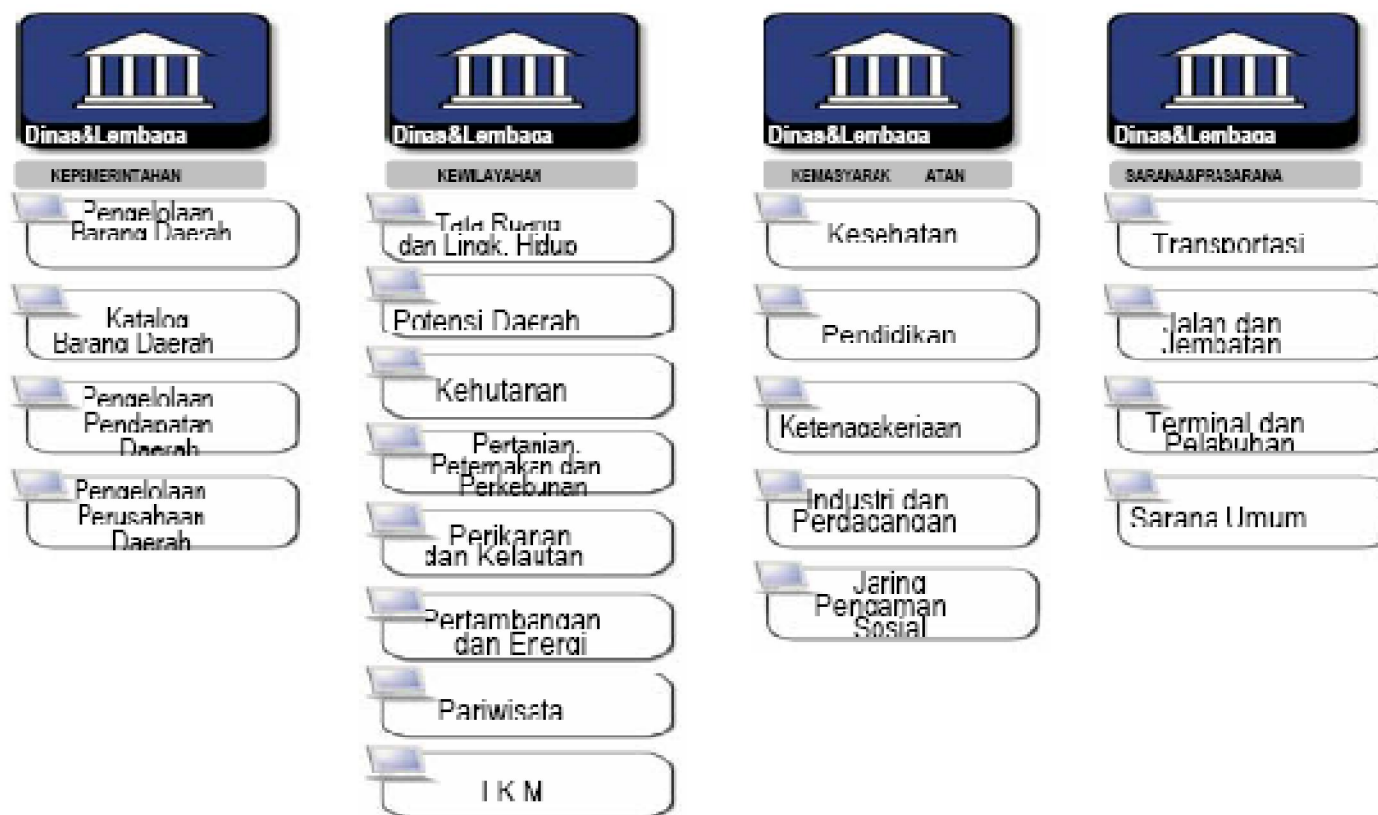 Dinas&Lembaga
KEPEMERINTAHAN
Pengelolaan
Barang Daerah
Katalog
Barang Daerah
Pengelolaan
Pendapatan
Daerah
Pengelolaan
Perusahaan
Daerah
Dinas&Lembaga
KEWILAYAHAN
Tata Ruang
dan Lingk. Hidup
Potensi Daerah
Kehutanan
Pertanian,
Peternakan dan
Perkebunan
Perikanan
dan Kelautan
Pertambangan
dan Energi
Pariwisata
I K M
Dinas&Lembaga
KEMASYARAK ATAN
Kesehatan
Pendidikan
Ketenagakerjaan
Industri dan
Perdagangan
Jaring
Pengaman
Sosial
Dinas&Lembaga
SARANA&PRASARANA
Transportasi
Jalan dan
Jembatan
Terminal dan
Pelabuhan
Sarana Umum